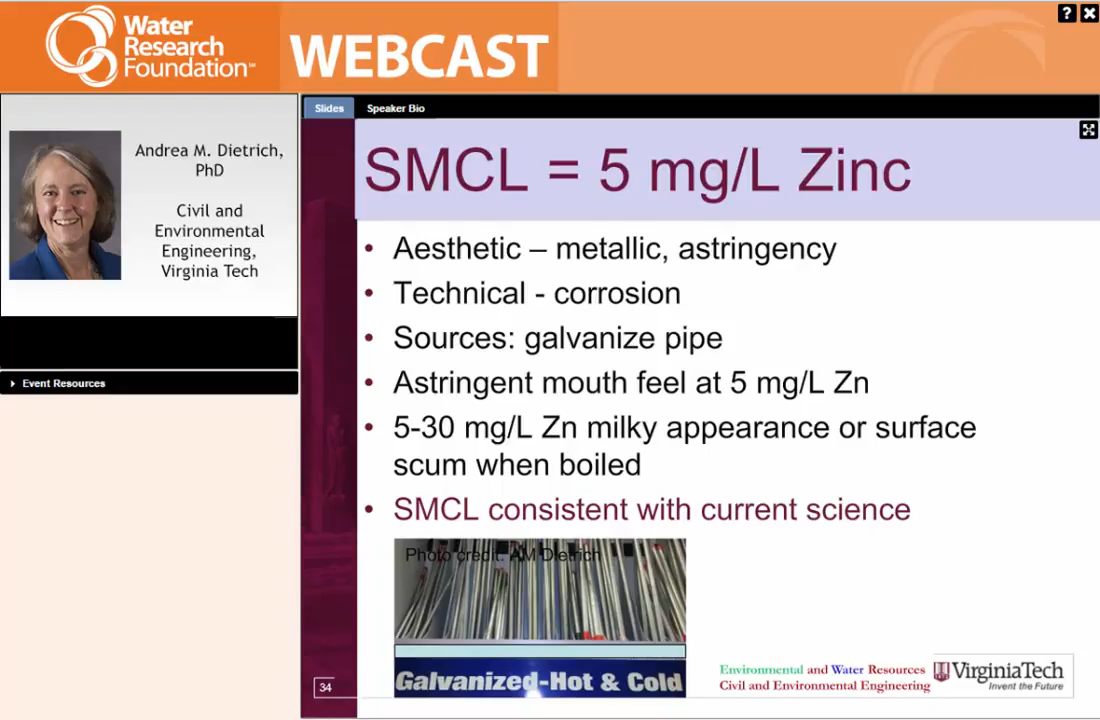 Water
Research
Foundation℠
WEBCAST
? ×
Andrea M. Dietrich,
PhD
Civil and
Environmental
Engineering,
Virginia Tech
Event Resources
Slides Speaker Bio
SMCL = 5 mg/L Zinc
• Aesthetic – metallic, astringency
• Technical - corrosion
• Sources: galvanize pipe
• Astringent mouth feel at 5 mg/L Zn
• 5-30 mg/L Zn milky appearance or surface
scum when boiled
• SMCL consistent with current science
Photo credit: AM Dietrich
Galvanized-Hot & Cold
34
Environmental and Water Resources
Civil and Environmental Engineering
VirginiaTech
Invent the Future